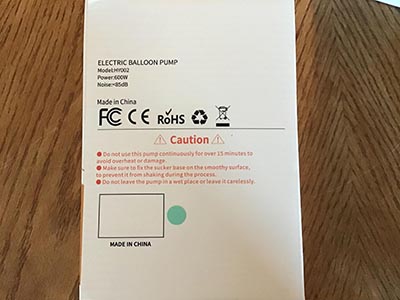 ELECTRIC BALLOON PUMP
Model:HY002
Power:600W
Noise:<85dB
Made in China
FC CE RoHS
Caution
Do not use this pump continuously for over 15 minutes to
avoid overheat or damage.
Make sure to fix the sucker base on the smoothy surface,
to prevent it from shaking during the process.
Do not leave the pump in a wet place or leave it carelessly.
MADE IN CHINA